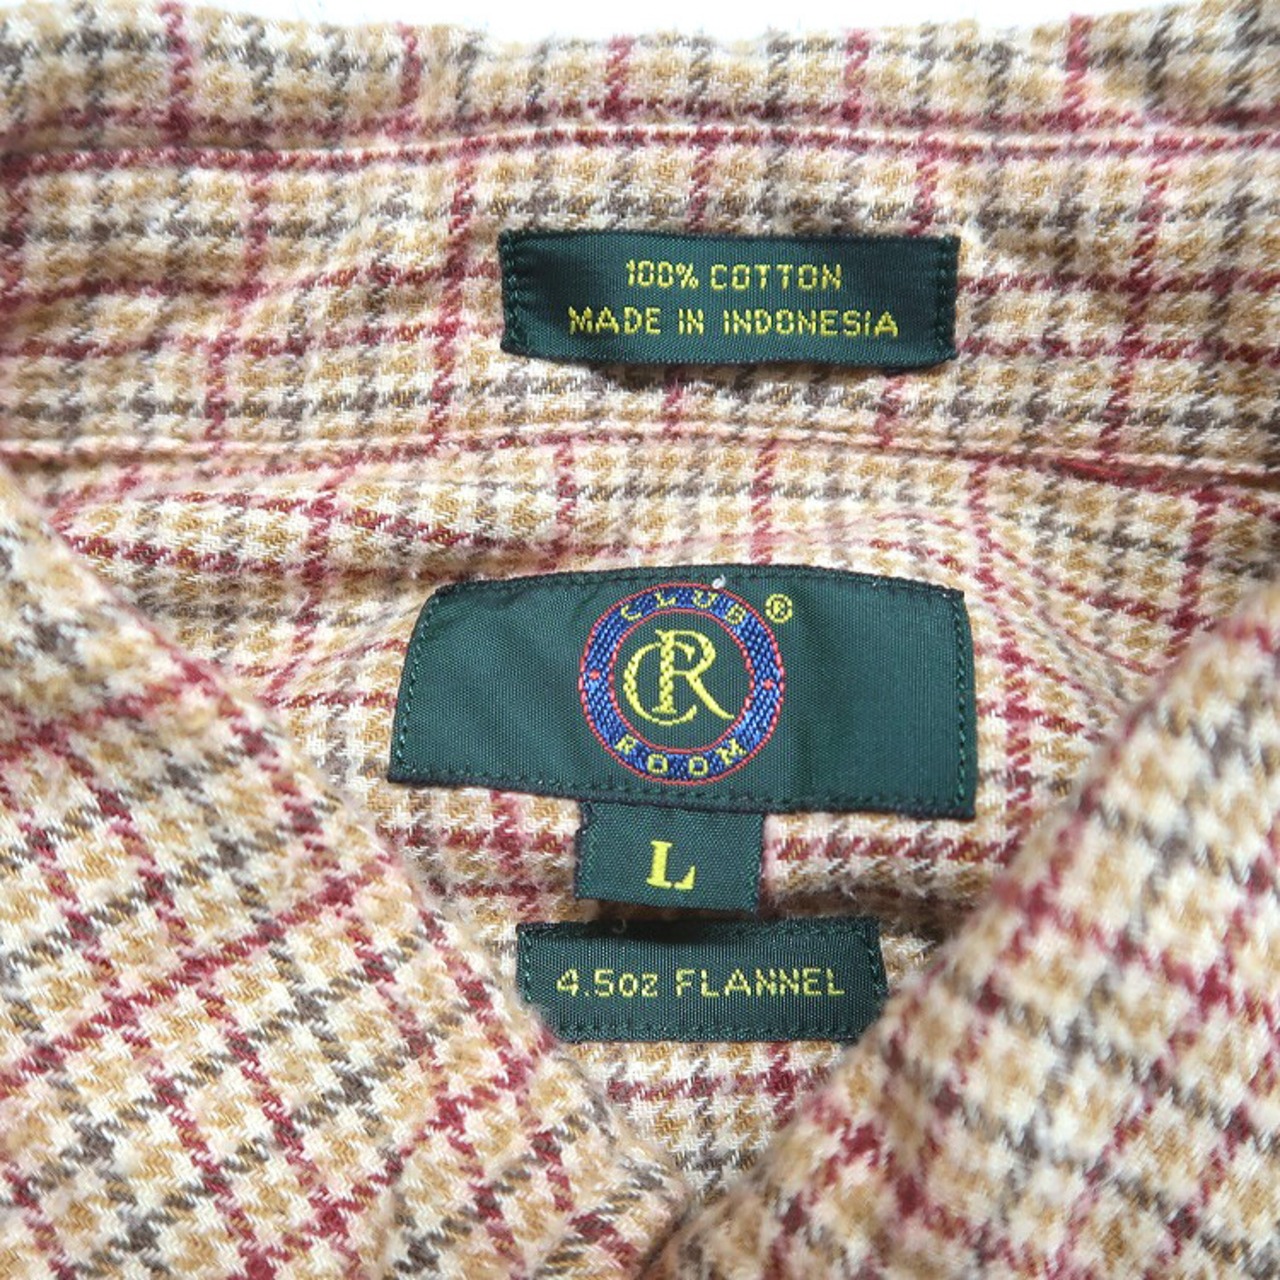 100% COTTON
MADE IN INDONESIA
CLUB ®
CR
ROOM
L
4.5oz FLANNEL